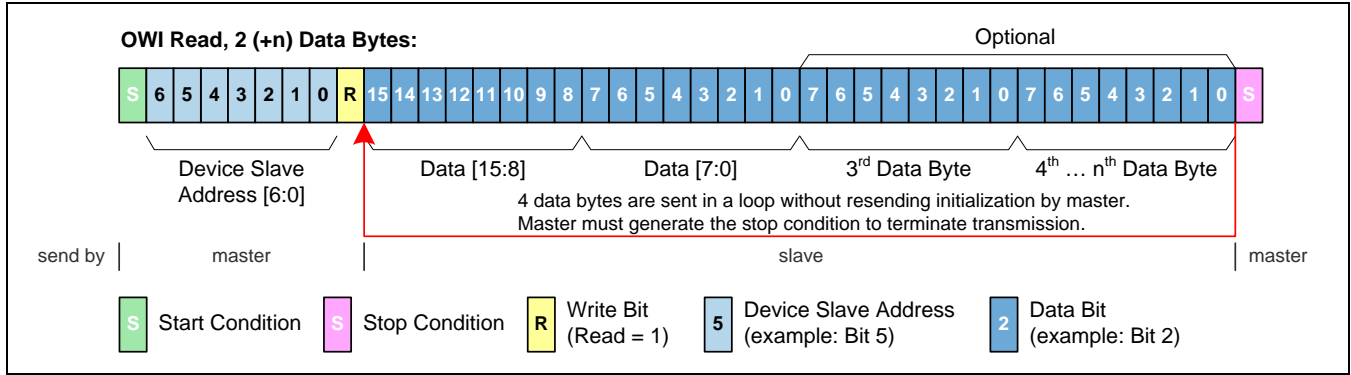 OWI Read, 2 (+n) Data Bytes:
Optional
S 6 5 4 3 2 1 0 R 15 14 13 12 11 10 9 8 7 6 5 4 3 2 1 0 7 6 5 4 3 2 1 0 7 6 5 4 3 2 1 0 S
Device Slave
Address [6:0]
Data [15:8]
Data [7:0]
3rd Data Byte
4th … nth Data Byte
4 data bytes are sent in a loop without resending initialization by master.
Master must generate the stop condition to terminate transmission.
send by
master
slave
master
S Start Condition
S Stop Condition
R Write Bit
(Read = 1)
5 Device Slave Address
(example: Bit 5)
2 Data Bit
(example: Bit 2)